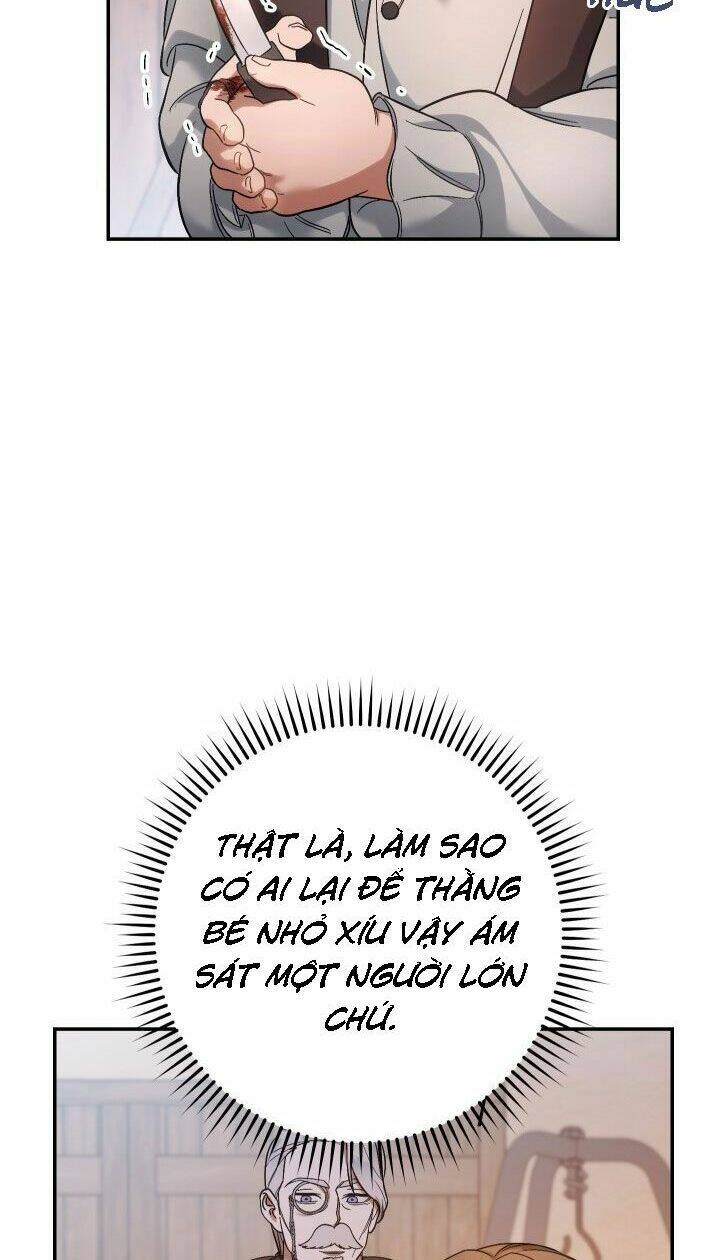 THẬT LÀ, LÀM SAO
CÓ AI LẠI ĐỂ THẰNG
BÉ NHỎ XÍU VẬY ÁM
SÁT MỘT NGƯỜI LỚN
CHỨ.